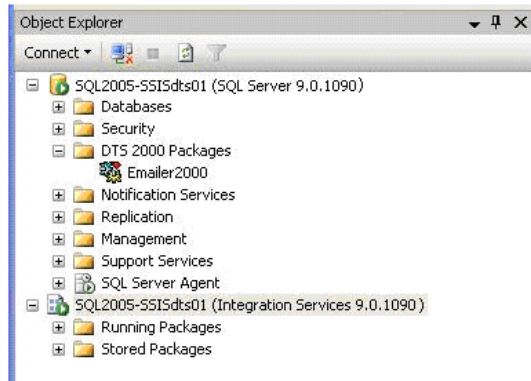 Object Explorer
Connect
SQL2005-SSISdts01 (SQL Server 9.0.1090)
Databases
Security
DTS 2000 Packages
Emailer2000
Notification Services
Replication
Management
Support Services
SQL Server Agent
SQL2005-SSISdts01 (Integration Services 9.0.1090)
Running Packages
Stored Packages